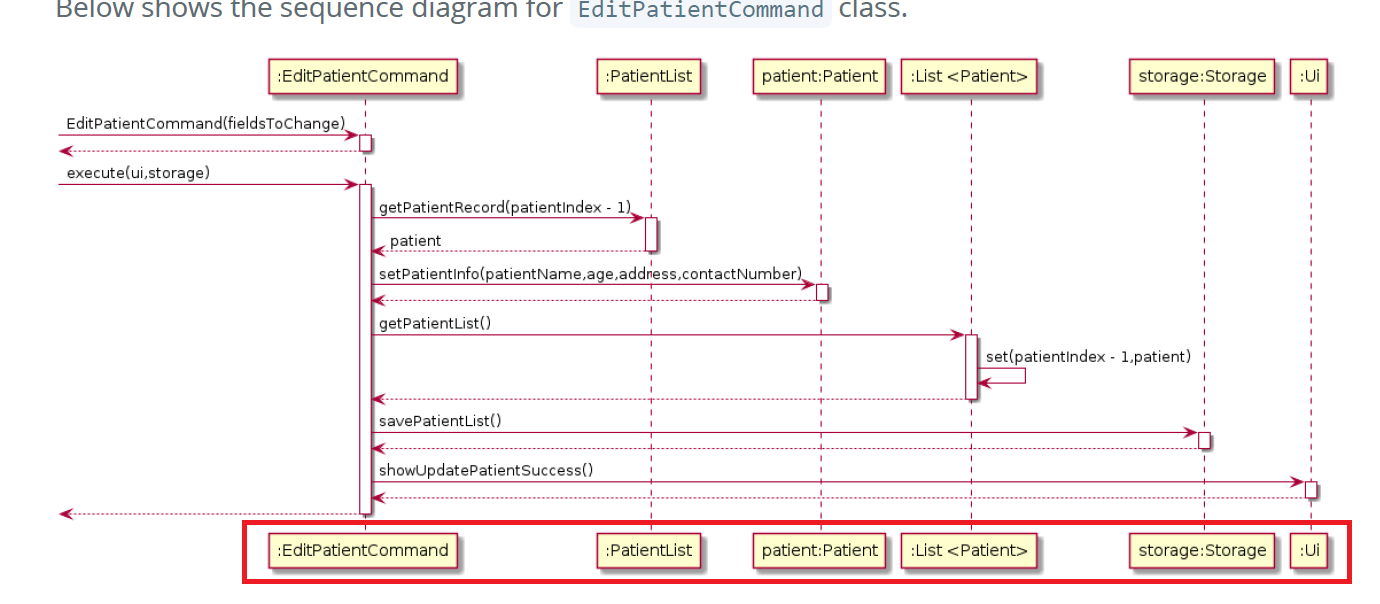 Below shows the sequence diagram for EditPatientCommand class.
:EditPatientCommand :PatientList patient:Patient :List <Patient> storage:Storage :Ui
EditPatientCommand(fieldsToChange)
execute(ui,storage)
getPatientRecord(patientIndex - 1)
patient
setPatientInfo(patientName,age,address,contactNumber)
getPatientList()
set(patientIndex - 1,patient)
savePatientList()
showUpdatePatientSuccess()
:EditPatientCommand :PatientList patient:Patient :List <Patient> storage:Storage :Ui